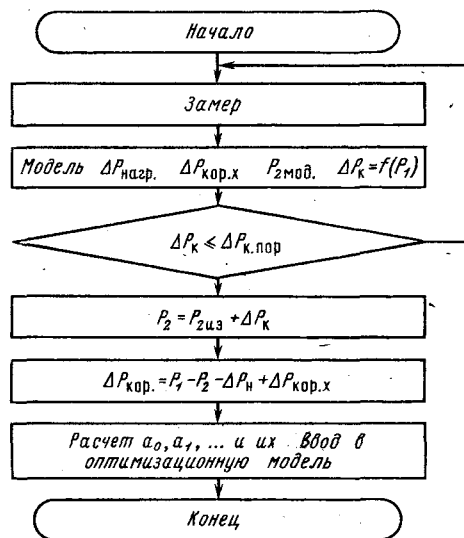 Начало
Замер
Модель ΔPнагр. ΔPкор.х P2мод. ΔPк=f(P1)
ΔPк ≤ ΔPк.пор
P2 = P2из + ΔPк
ΔPкор. = P1 − P2 − ΔPн + ΔPкор.х
Расчет a0, a1, ... и их ввод в
оптимизационную модель
Конец